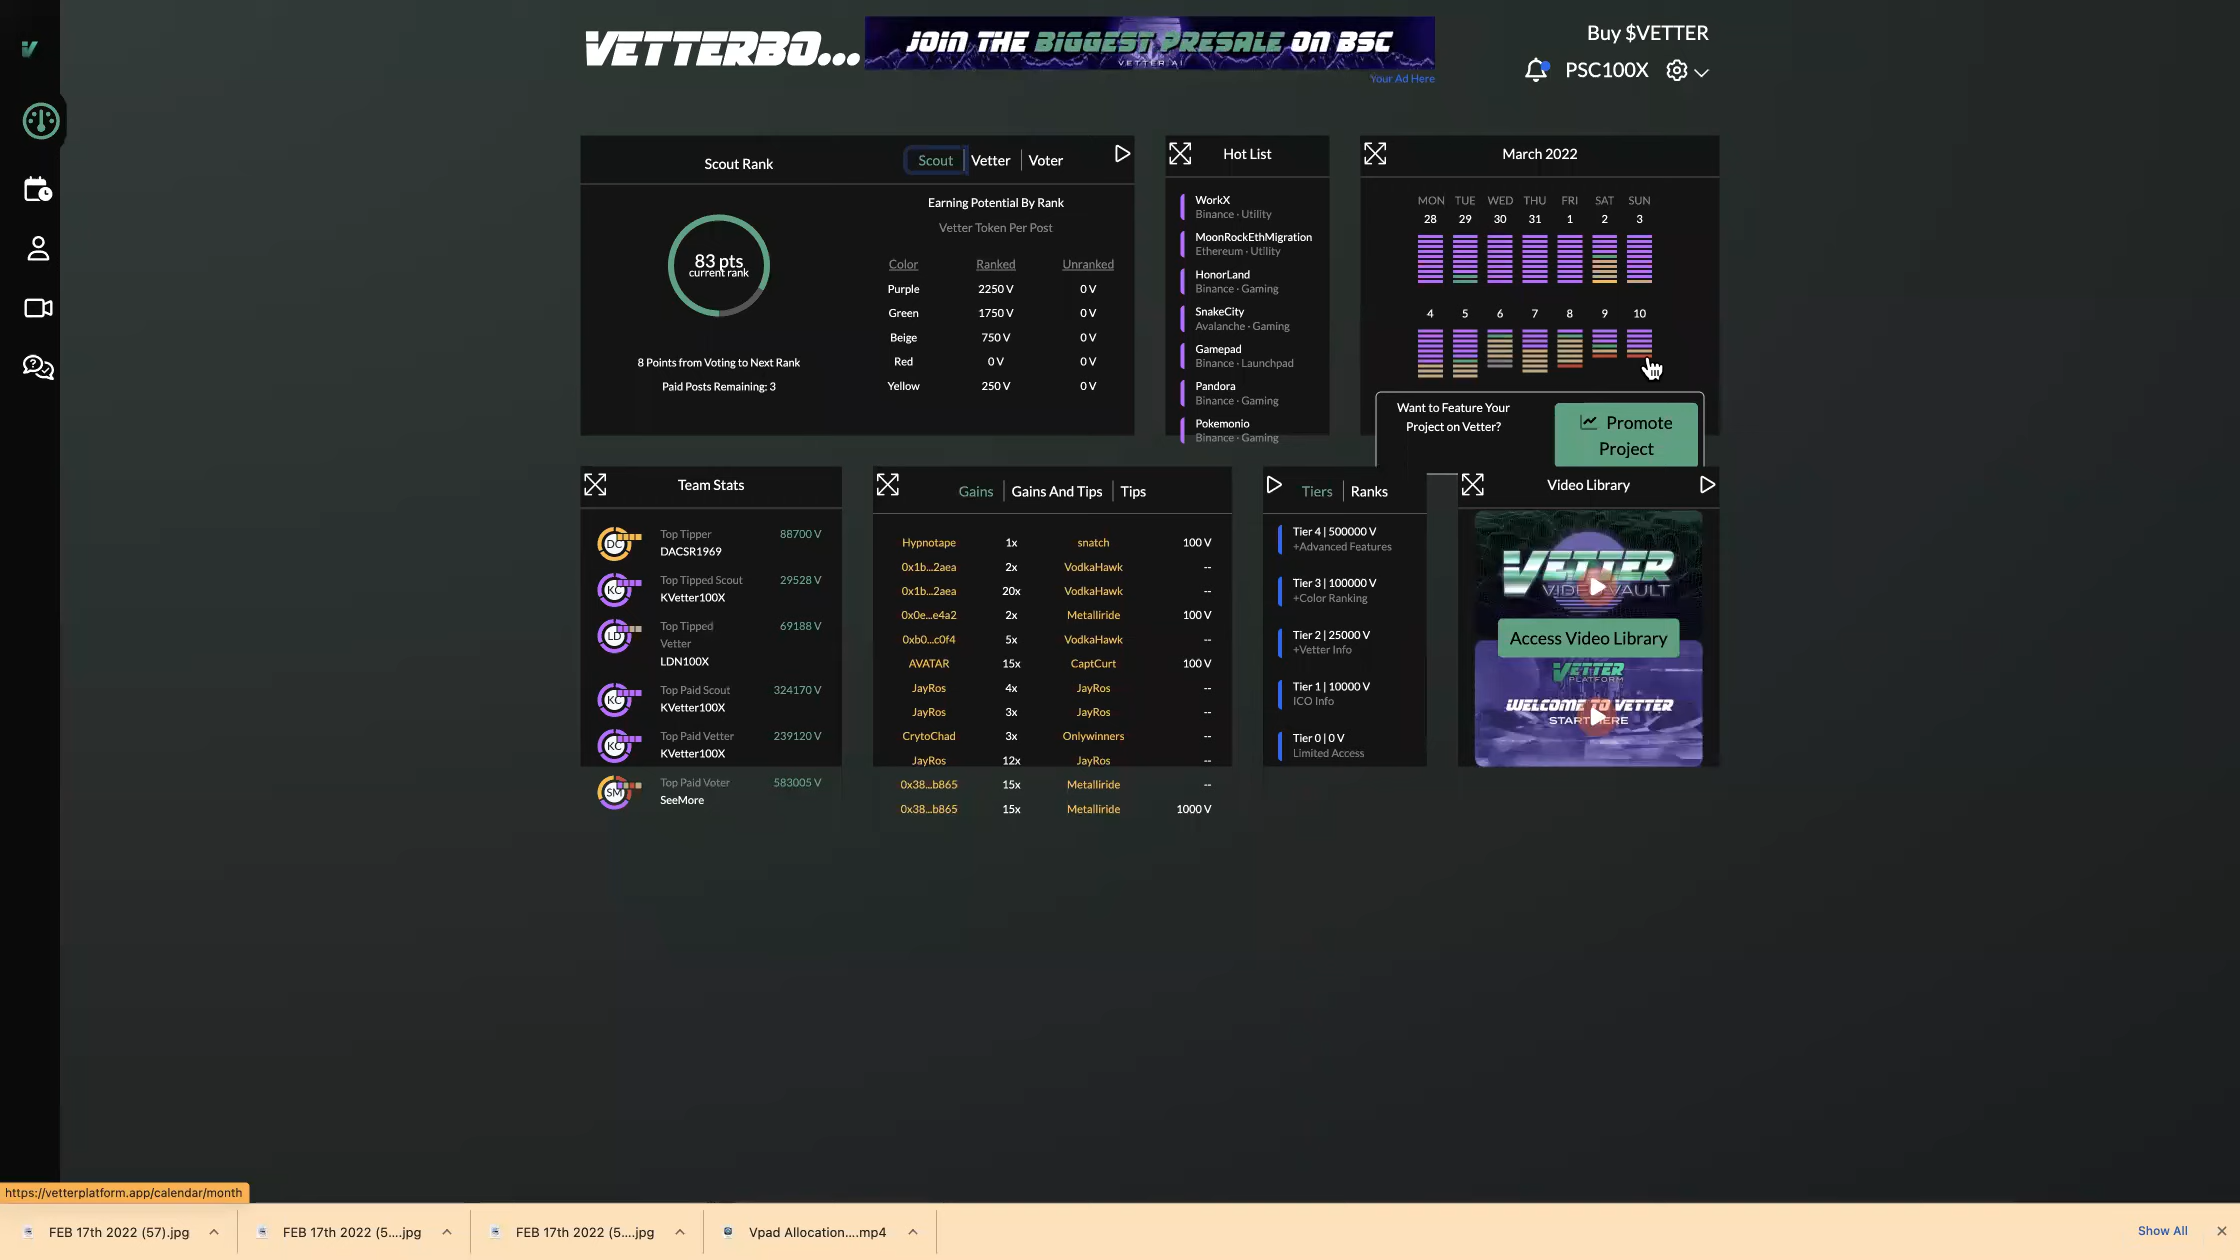 VETTERBO...
JOIN THE BIGGEST PRESALE ON BSC
VETTER.AI
Your Ad Here
Buy $VETTER
PSC100X
Scout Rank
Scout | Vetter | Voter
83 pts
current rank
8 Points from Voting to Next Rank
Paid Posts Remaining: 3
Earning Potential By Rank
Vetter Token Per Post
Color Ranked Unranked
Purple 2250 V 0 V
Green 1750 V 0 V
Beige 750 V 0 V
Red 0 V 0 V
Yellow 250 V 0 V
Hot List
WorkX
Binance · Utility
MoonRockEthMigration
Ethereum · Utility
HonorLand
Binance · Gaming
SnakeCity
Avalanche · Gaming
Gamepad
Binance · Launchpad
Pandora
Binance · Gaming
Pokemonio
Binance · Gaming
March 2022
MON TUE WED THU FRI SAT SUN
28 29 30 31 1 2 3
4 5 6 7 8 9 10
Want to Feature Your
Project on Vetter?
Promote
Project
Team Stats
DC Top Tipper 88700 V
DACSR1969
KC Top Tipped Scout 29528 V
KVetter100X
LD Top Tipped 69188 V
Vetter
LDN100X
KC Top Paid Scout 324170 V
KVetter100X
KC Top Paid Vetter 239120 V
KVetter100X
SM Top Paid Voter 583005 V
SeeMore
Gains | Gains And Tips | Tips
Hypnotape 1x snatch 100 V
0x1b...2aea 2x VodkaHawk --
0x1b...2aea 20x VodkaHawk --
0x0e...e4a2 2x Metalliride 100 V
0xb0...c0f4 5x VodkaHawk --
AVATAR 15x CaptCurt 100 V
JayRos 4x JayRos --
JayRos 3x JayRos --
CrytoChad 3x Onlywinners --
JayRos 12x JayRos --
0x38...b865 15x Metalliride --
0x38...b865 15x Metalliride 1000 V
Tiers | Ranks
Tier 4 | 500000 V
+Advanced Features
Tier 3 | 100000 V
+Color Ranking
Tier 2 | 25000 V
+Vetter Info
Tier 1 | 10000 V
ICO Info
Tier 0 | 0 V
Limited Access
Video Library
VETTER
VIDEO VAULT
Access Video Library
VETTER
PLATFORM
WELCOME TO VETTER
START HERE
https://vetterplatform.app/calendar/month
FEB 17th 2022 (57).jpg
FEB 17th 2022 (5....jpg
FEB 17th 2022 (5....jpg
Vpad Allocation....mp4
Show All